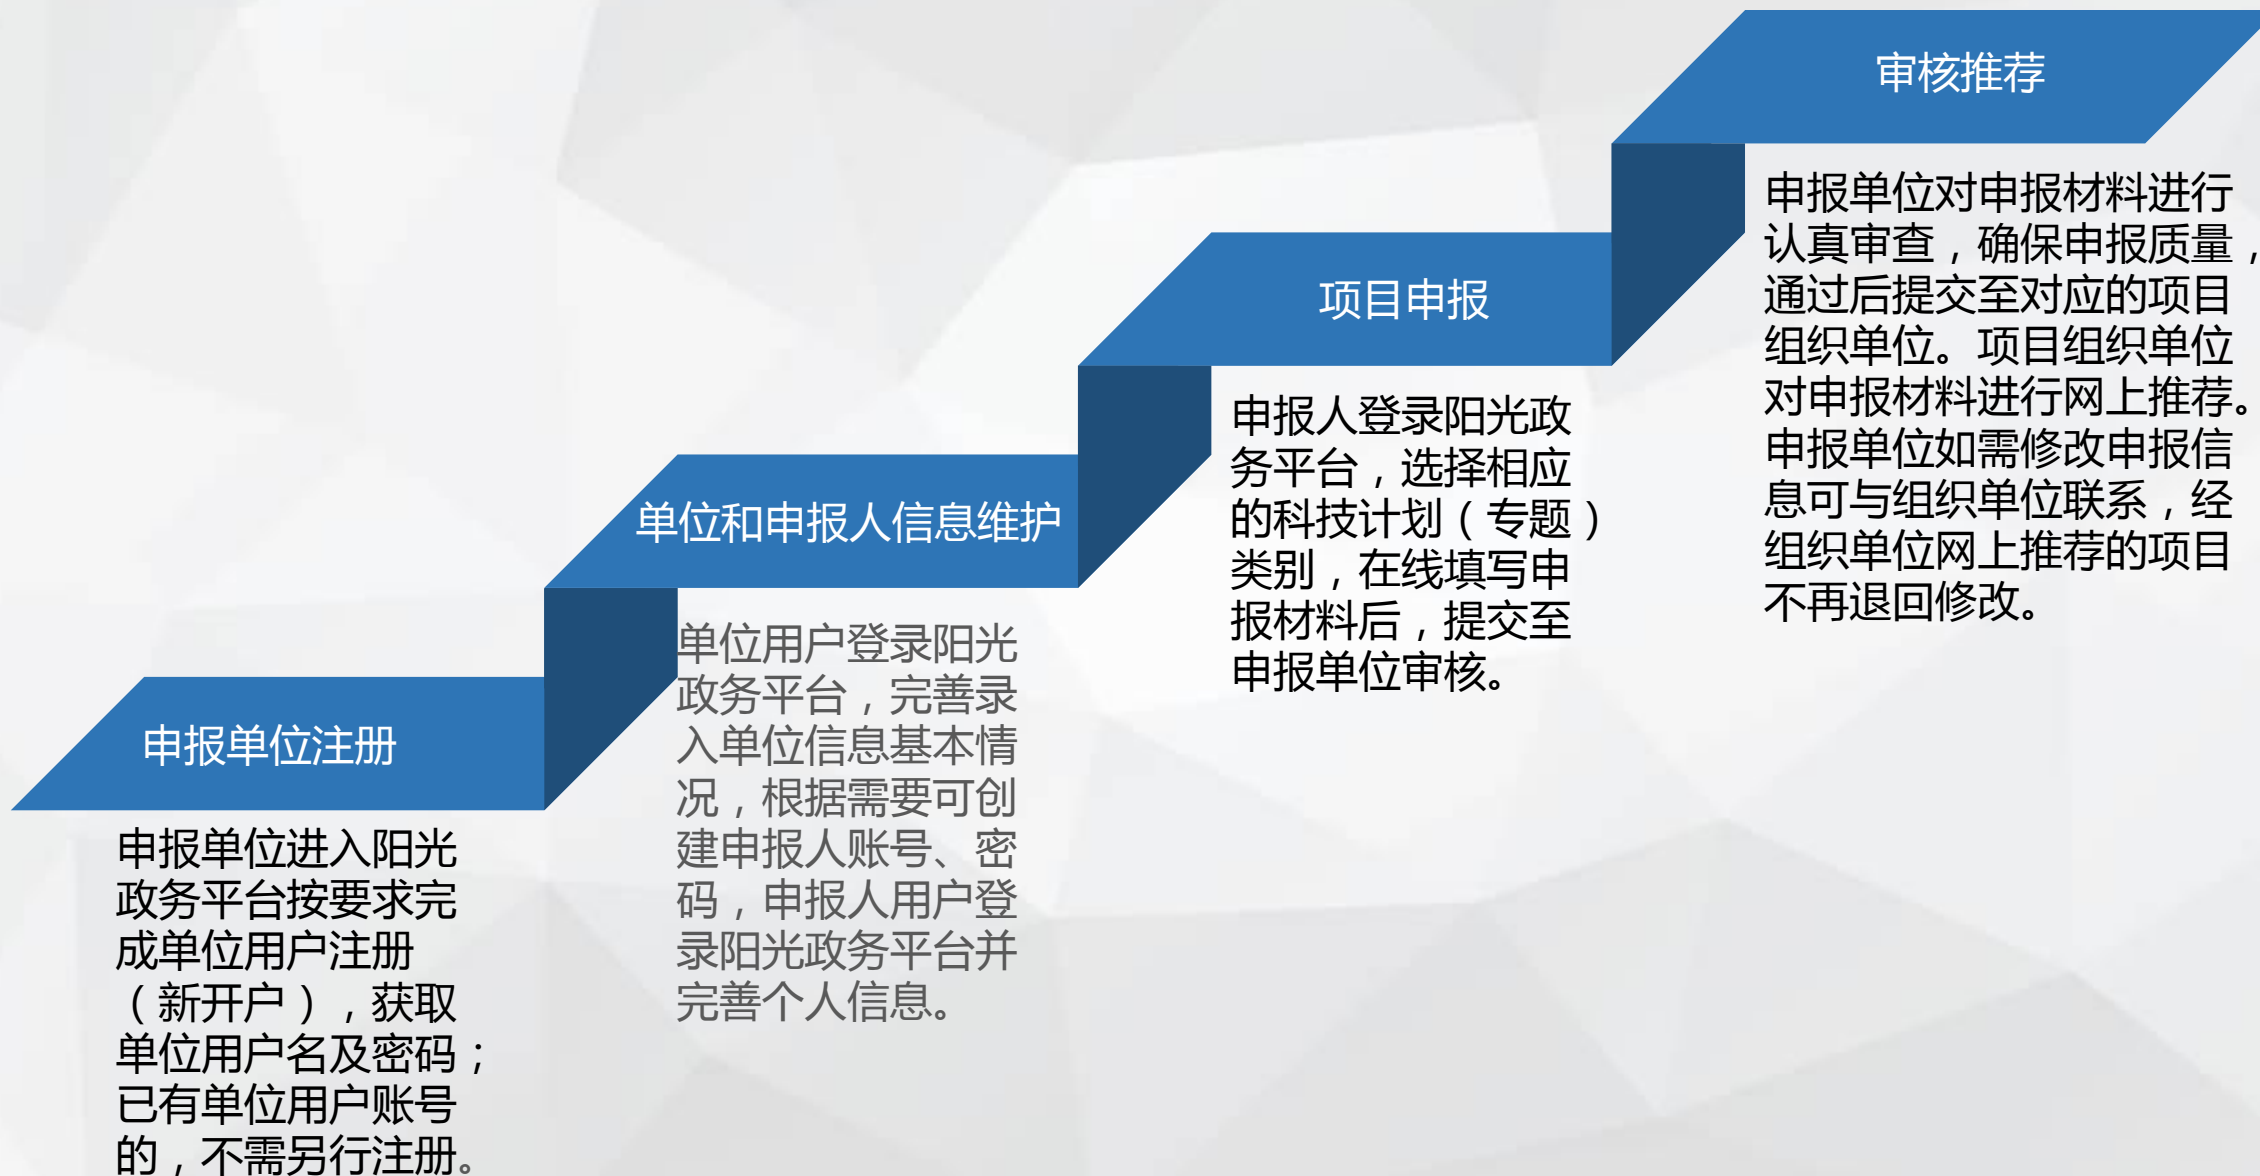 申报单位注册
申报单位进入阳光
政务平台按要求完
成单位用户注册
（新开户），获取
单位用户名及密码；
已有单位用户账号
的，不需另行注册。
单位和申报人信息维护
单位用户登录阳光
政务平台，完善录
入单位信息基本情
况，根据需要可创
建申报人账号、密
码，申报人用户登
录阳光政务平台并
完善个人信息。
项目申报
申报人登录阳光政
务平台，选择相应
的科技计划（专题）
类别，在线填写申
报材料后，提交至
申报单位审核。
审核推荐
申报单位对申报材料进行
认真审查，确保申报质量，
通过后提交至对应的项目
组织单位。项目组织单位
对申报材料进行网上推荐。
申报单位如需修改申报信
息可与组织单位联系，经
组织单位网上推荐的项目
不再退回修改。